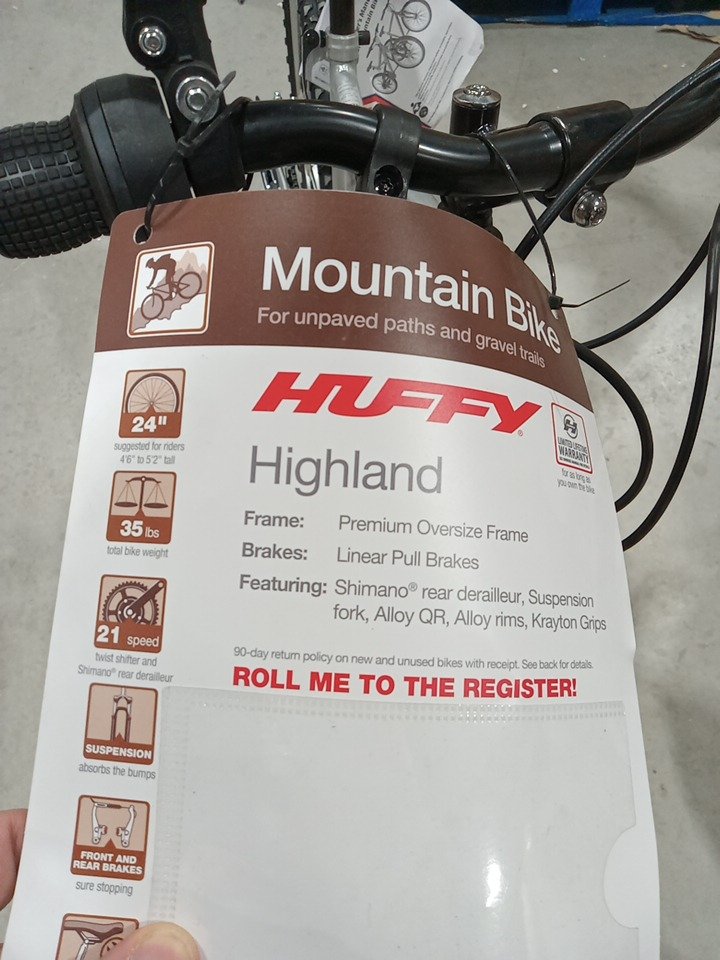 Mountain Bike
For unpaved paths and gravel trails
HUFFY®
LIMITED LIFETIME
WARRANTY
for as long as
you own the bike
Highland
Frame: Premium Oversize Frame
Brakes: Linear Pull Brakes
Featuring: Shimano® rear derailleur, Suspension
fork, Alloy QR, Alloy rims, Krayton Grips
90-day return policy on new and unused bikes with receipt. See back for details.
ROLL ME TO THE REGISTER!
24"
suggested for riders
4'6" to 5'2" tall
35 lbs
total bike weight
21 speed
twist shifter and
Shimano® rear derailleur
SUSPENSION
absorbs the bumps
FRONT AND
REAR BRAKES
sure stopping